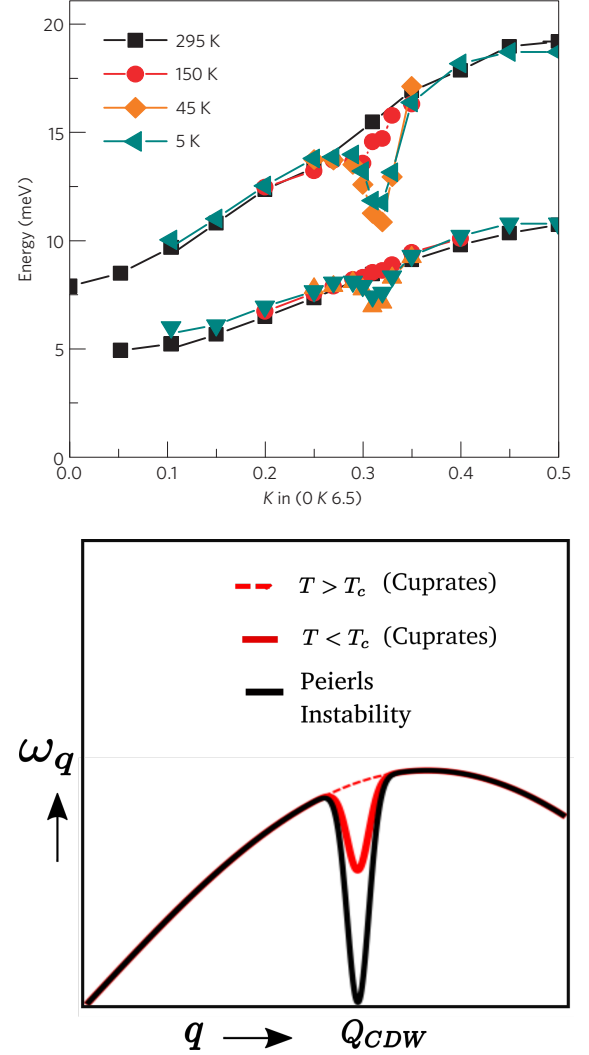 20
295 K
150 K
45 K
5 K
15
10
5
0
Energy (meV)
0.0 0.1 0.2 0.3 0.4 0.5
K in (0 K 6.5)
T > Tc (Cuprates)
T < Tc (Cuprates)
Peierls
Instability
ωq
q
QCDW